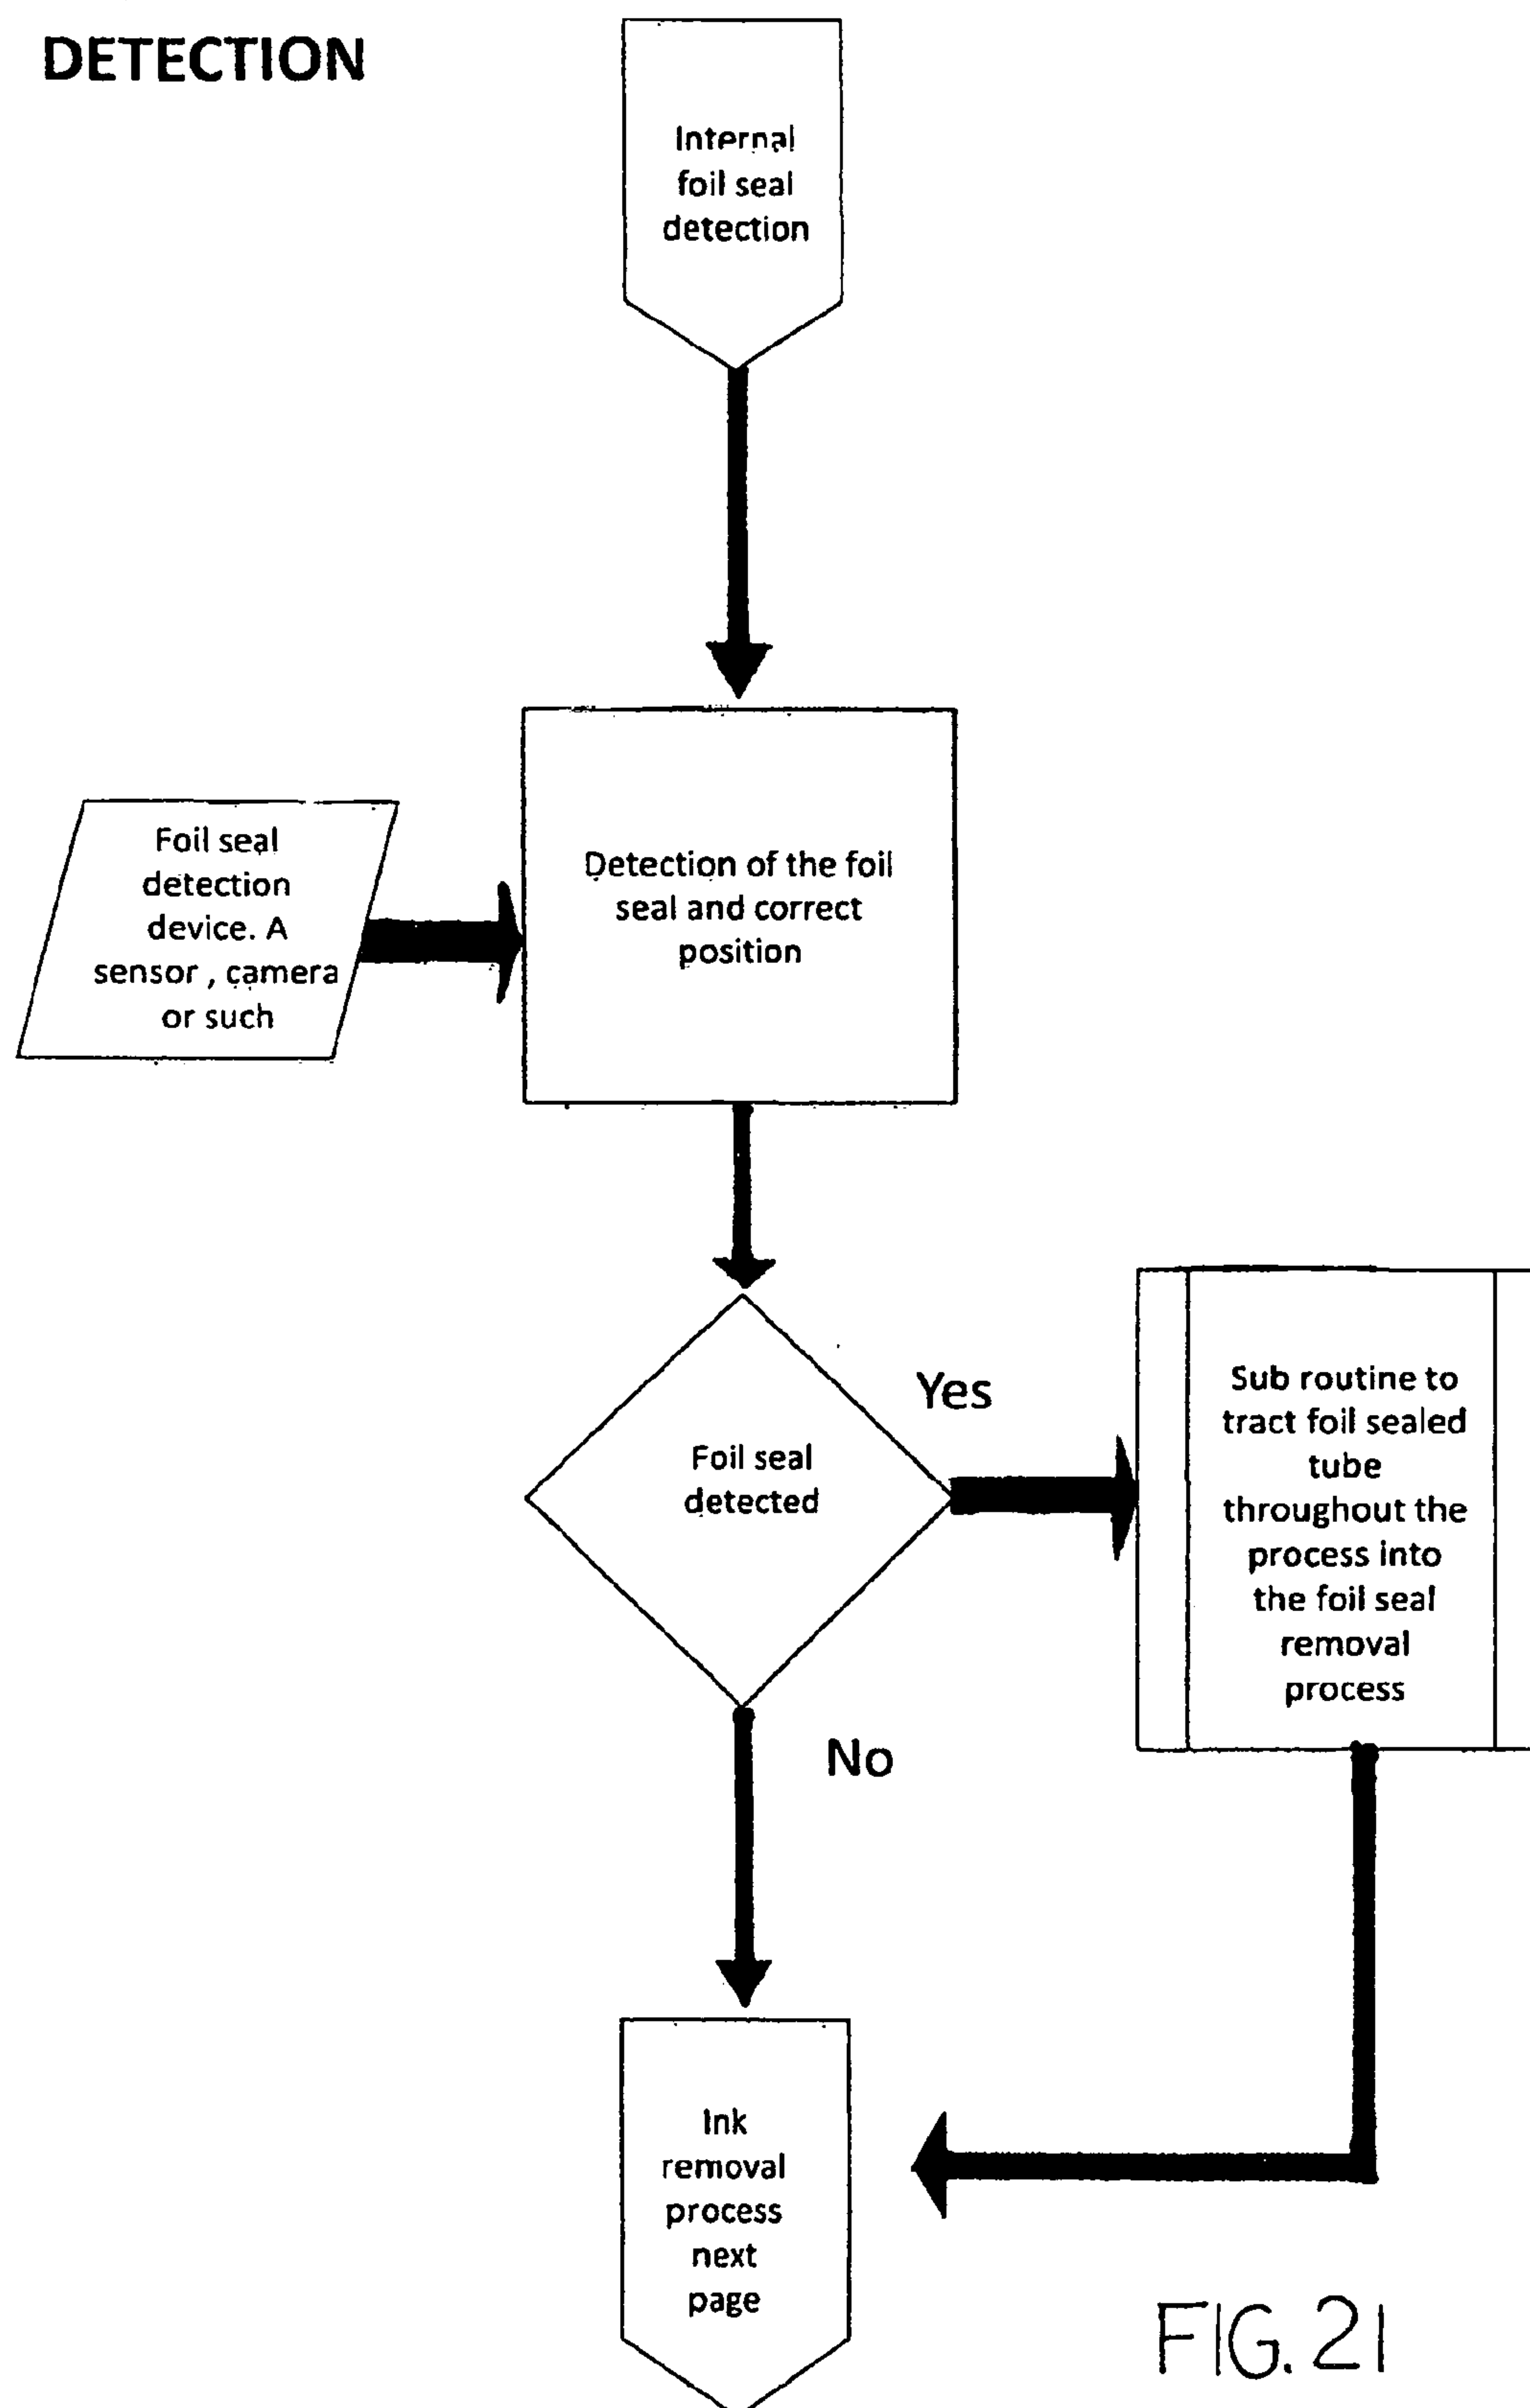 DETECTION
Internal
foil seal
detection
Foil seal
detection
device. A
sensor , camera
or such
Detection of the foil
seal and correct
position
Foil seal
detected
Yes
No
Sub routine to
tract foil sealed
tube
throughout the
process into
the foil seal
removal
process
Ink
removal
process
next
page
FIG. 21